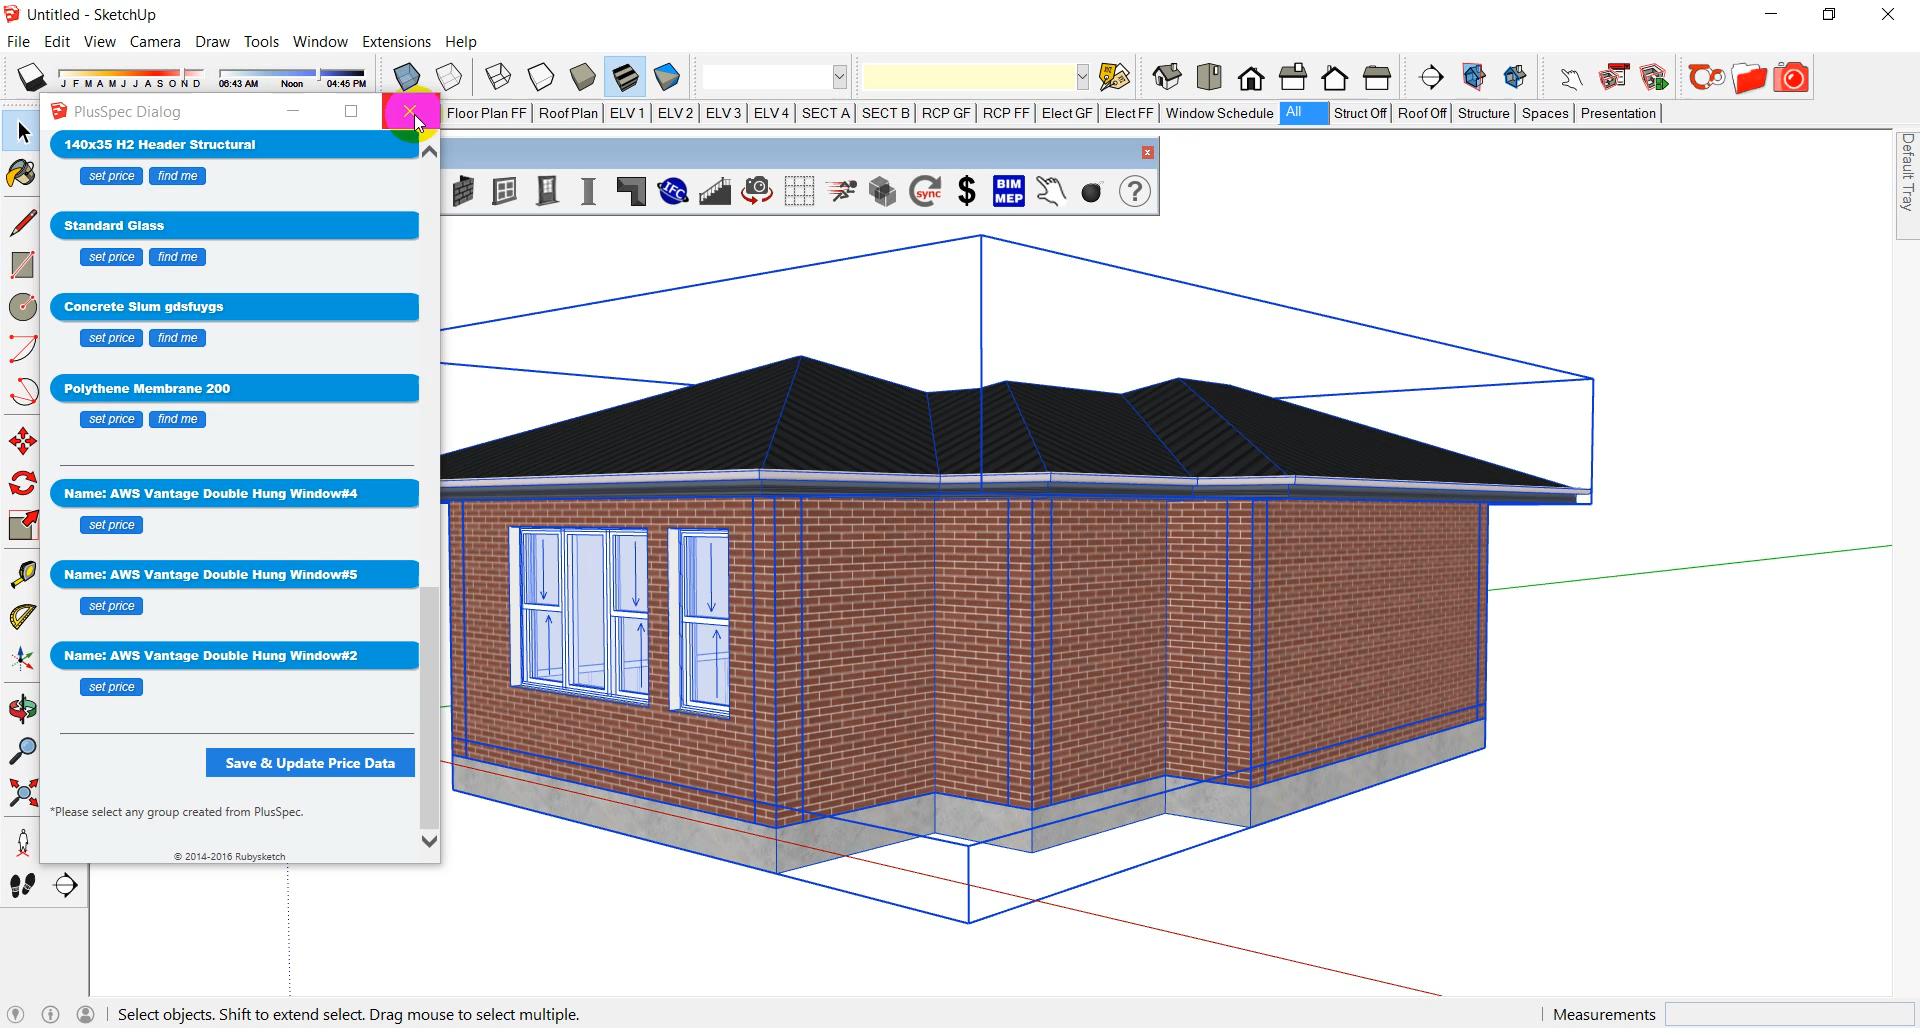 Untitled - SketchUp
File Edit View Camera Draw Tools Window Extensions Help
J F M A M J J A S O N D 06:43 AM Noon 04:45 PM
PlusSpec Dialog
Floor Plan FF Roof Plan ELV 1 ELV 2 ELV 3 ELV 4 SECT A SECT B RCP GF RCP FF Elect GF Elect FF Window Schedule All Struct Off Roof Off Structure Spaces Presentation
Default Tray
IFC sync $ BIM MEP ?
140x35 H2 Header Structural
set price find me
Standard Glass
set price find me
Concrete Slum gdsfuygs
set price find me
Polythene Membrane 200
set price find me
Name: AWS Vantage Double Hung Window#4
set price
Name: AWS Vantage Double Hung Window#5
set price
Name: AWS Vantage Double Hung Window#2
set price
Save & Update Price Data
*Please select any group created from PlusSpec.
© 2014-2016 Rubysketch
Select objects. Shift to extend select. Drag mouse to select multiple.
Measurements